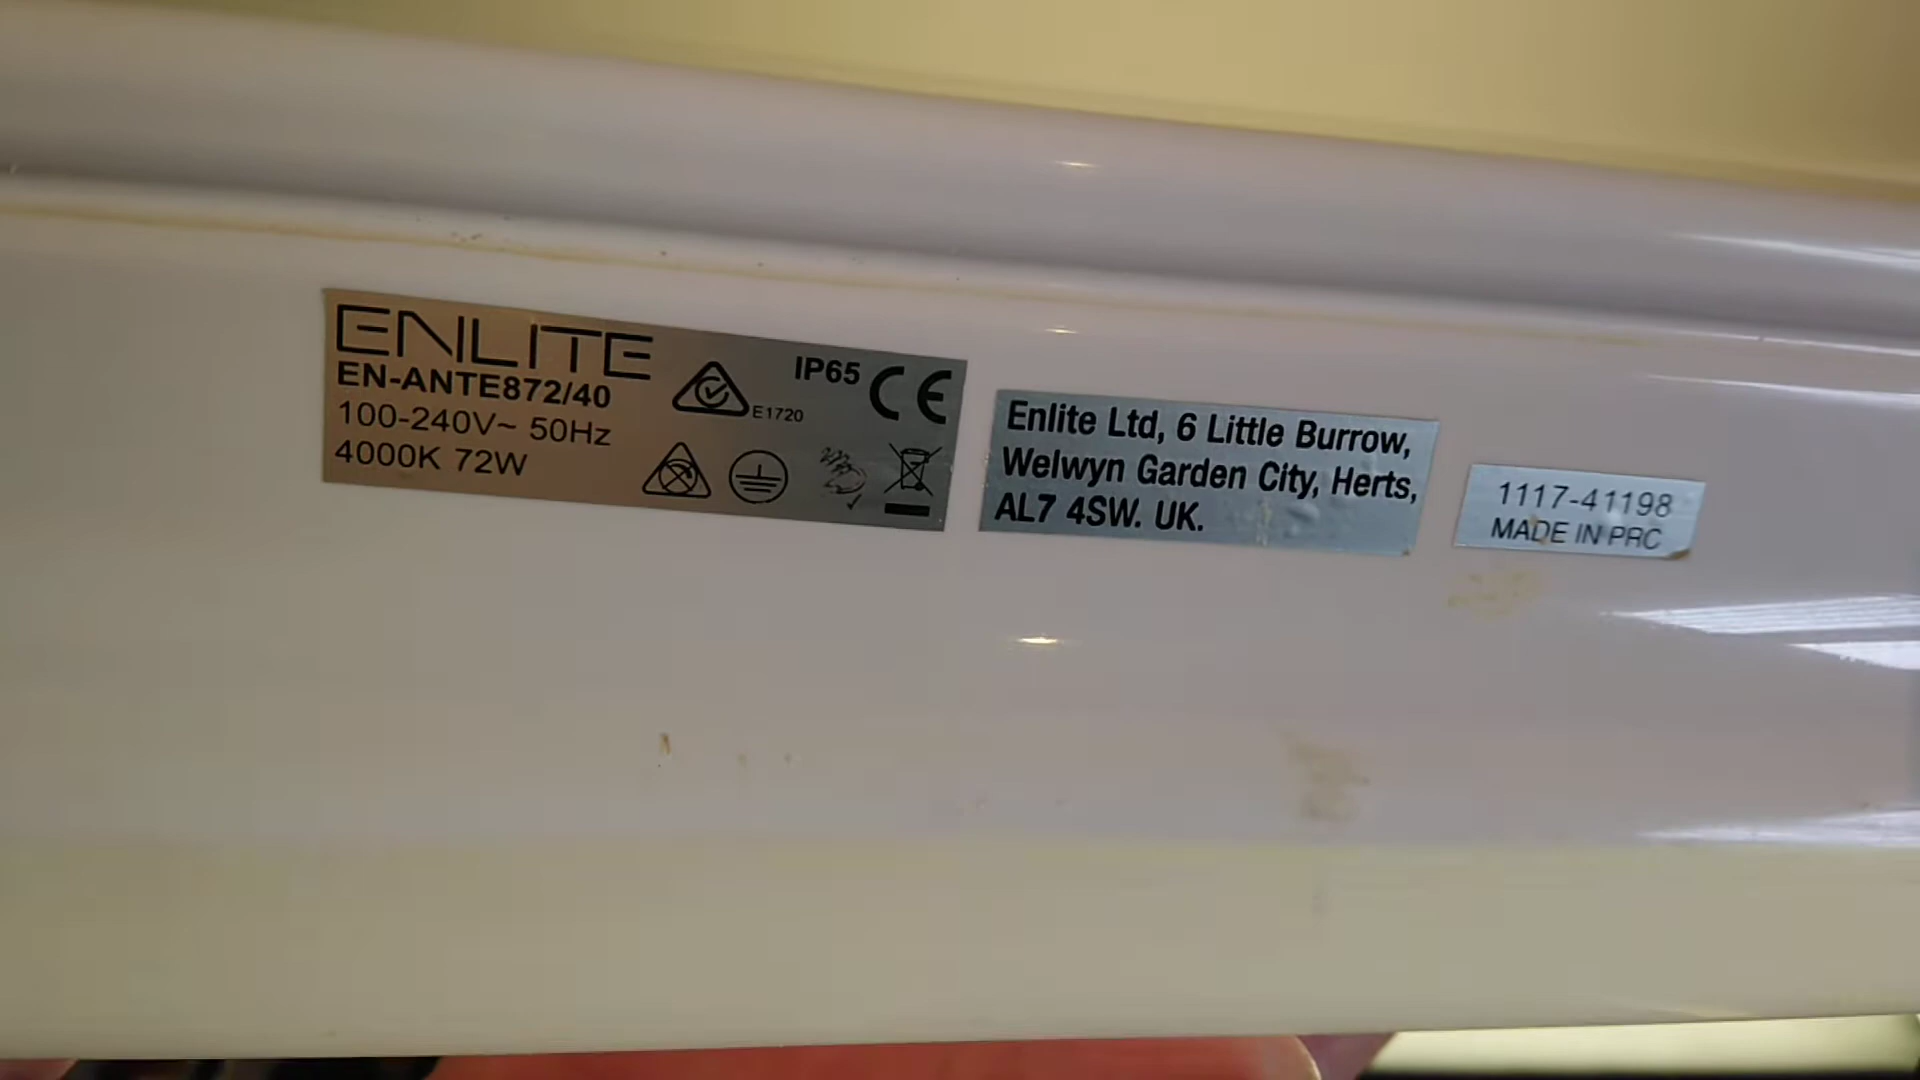 ENLITE
EN-ANTE872/40
100-240V~ 50Hz
4000K 72W
IP65
CE
E1720
Enlite Ltd, 6 Little Burrow,
Welwyn Garden City, Herts,
AL7 4SW. UK.
1117-41198
MADE IN PRC